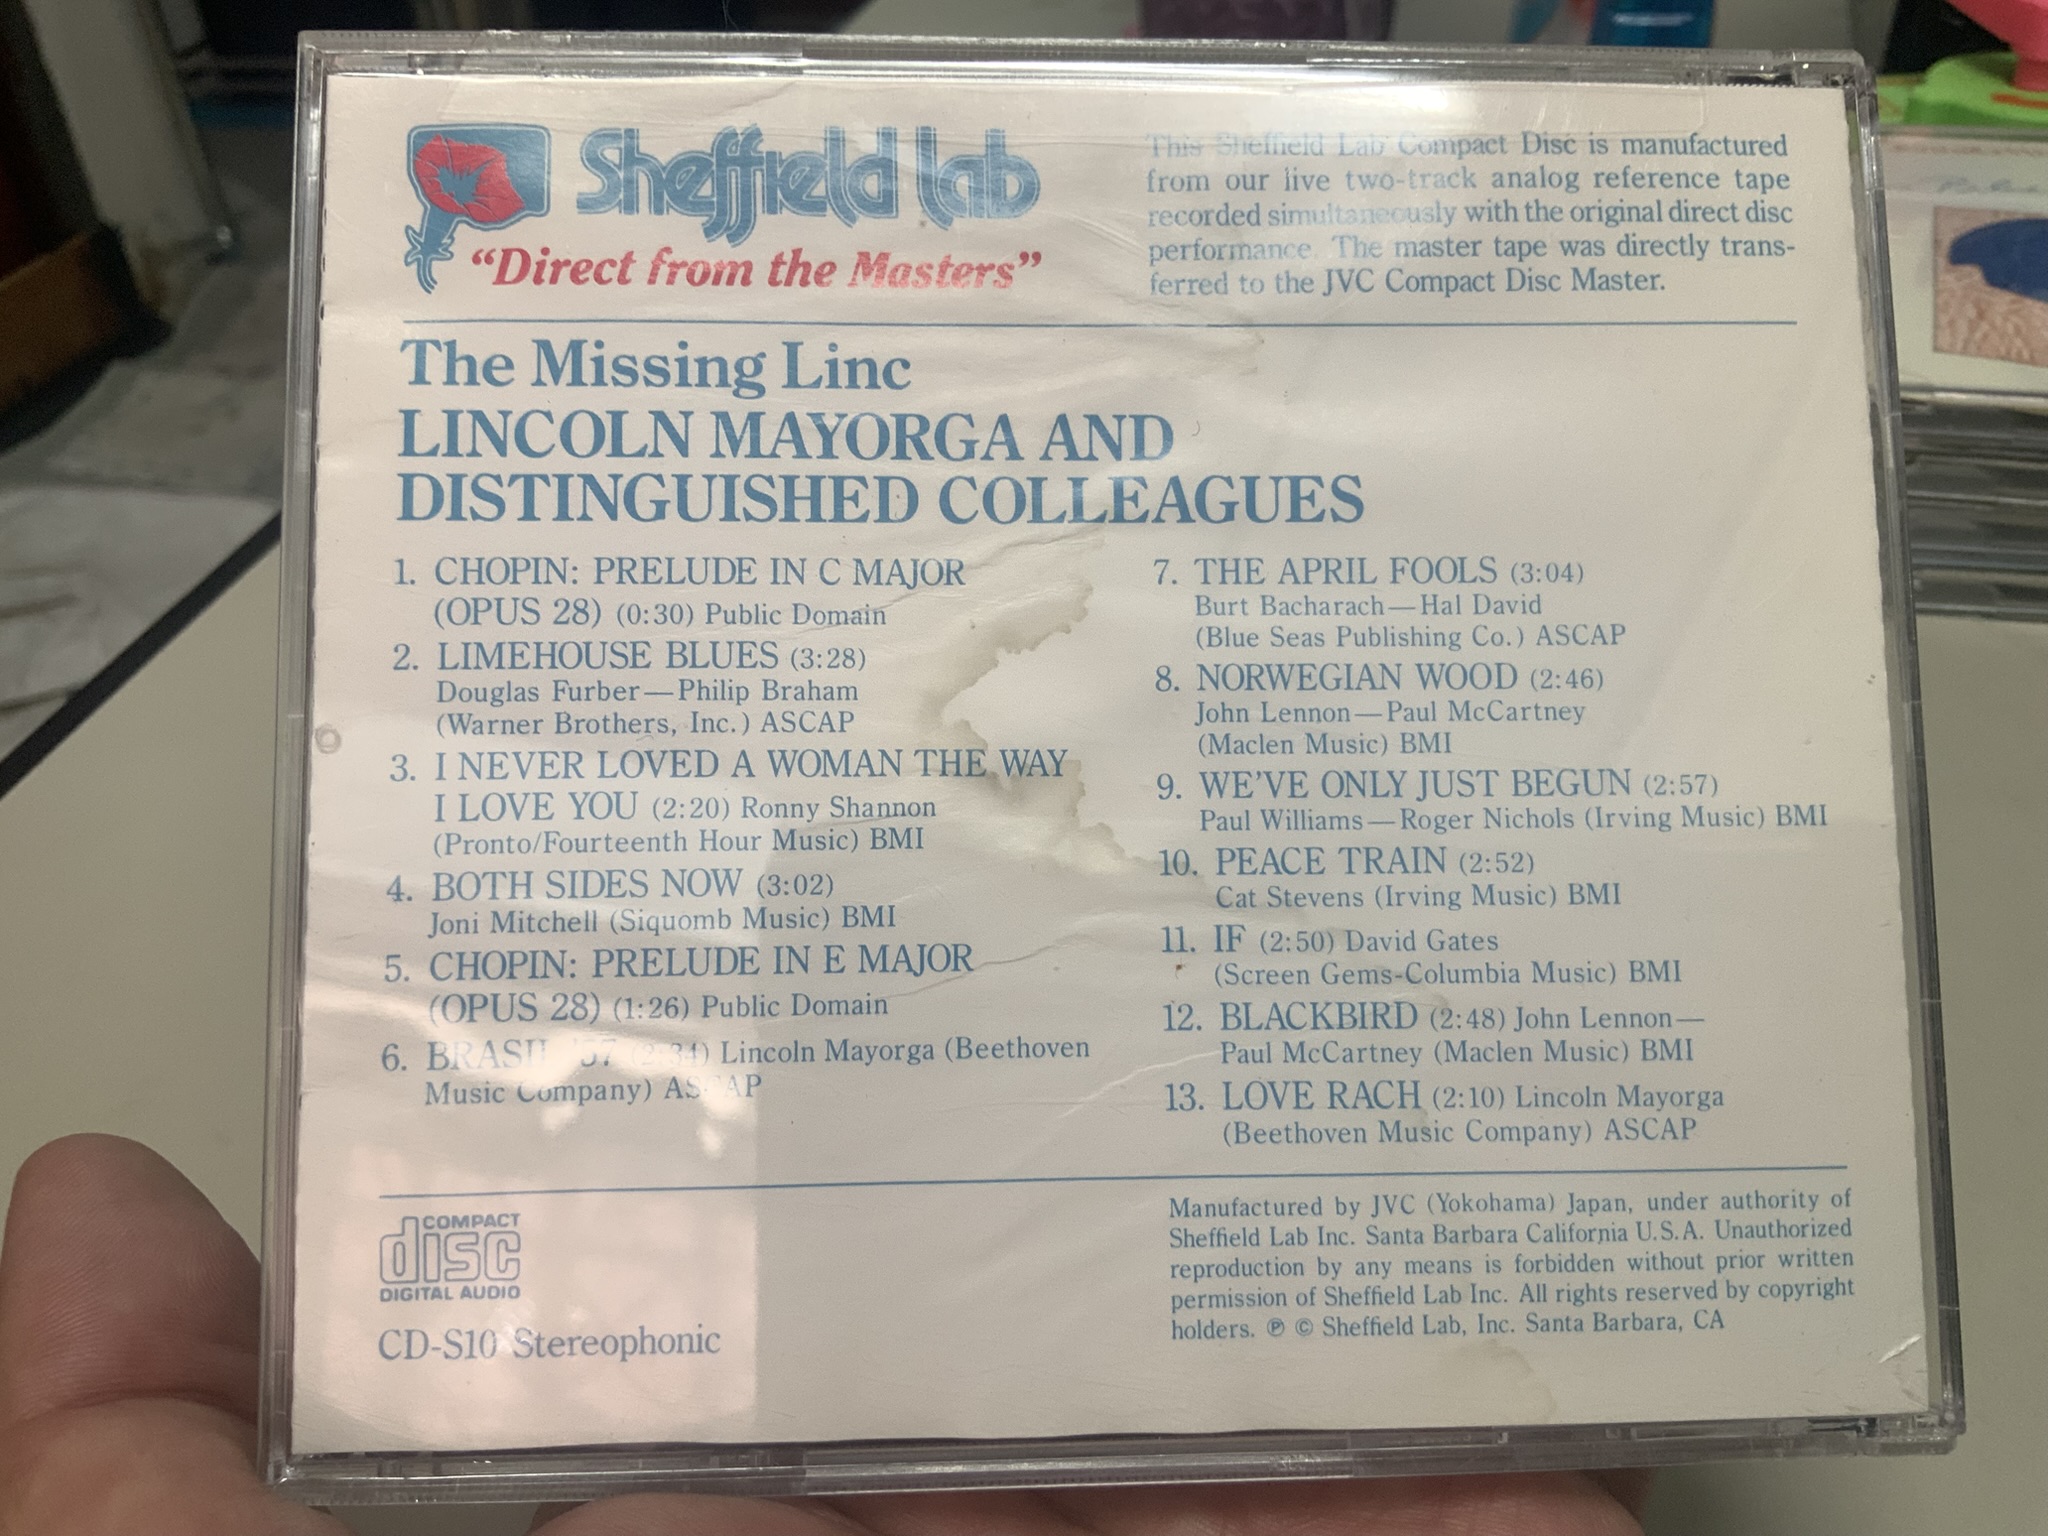 Sheffield Lab
"Direct from the Masters"
This Sheffield Lab Compact Disc is manufactured
from our live two-track analog reference tape
recorded simultaneously with the original direct disc
performance. The master tape was directly trans-
ferred to the JVC Compact Disc Master.
The Missing Linc
LINCOLN MAYORGA AND
DISTINGUISHED COLLEAGUES
1. CHOPIN: PRELUDE IN C MAJOR
(OPUS 28) (0:30) Public Domain
2. LIMEHOUSE BLUES (3:28)
Douglas Furber—Philip Braham
(Warner Brothers, Inc.) ASCAP
3. I NEVER LOVED A WOMAN THE WAY
I LOVE YOU (2:20) Ronny Shannon
(Pronto/Fourteenth Hour Music) BMI
4. BOTH SIDES NOW (3:02)
Joni Mitchell (Siquomb Music) BMI
5. CHOPIN: PRELUDE IN E MAJOR
(OPUS 28) (1:26) Public Domain
6. BRASIL '57 (2:34) Lincoln Mayorga (Beethoven
Music Company) ASCAP
7. THE APRIL FOOLS (3:04)
Burt Bacharach—Hal David
(Blue Seas Publishing Co.) ASCAP
8. NORWEGIAN WOOD (2:46)
John Lennon—Paul McCartney
(Maclen Music) BMI
9. WE'VE ONLY JUST BEGUN (2:57)
Paul Williams—Roger Nichols (Irving Music) BMI
10. PEACE TRAIN (2:52)
Cat Stevens (Irving Music) BMI
11. IF (2:50) David Gates
(Screen Gems-Columbia Music) BMI
12. BLACKBIRD (2:48) John Lennon—
Paul McCartney (Maclen Music) BMI
13. LOVE RACH (2:10) Lincoln Mayorga
(Beethoven Music Company) ASCAP
COMPACT
disc
DIGITAL AUDIO
CD-S10 Stereophonic
Manufactured by JVC (Yokohama) Japan, under authority of
Sheffield Lab Inc. Santa Barbara California U.S.A. Unauthorized
reproduction by any means is forbidden without prior written
permission of Sheffield Lab Inc. All rights reserved by copyright
holders. ℗ © Sheffield Lab, Inc. Santa Barbara, CA